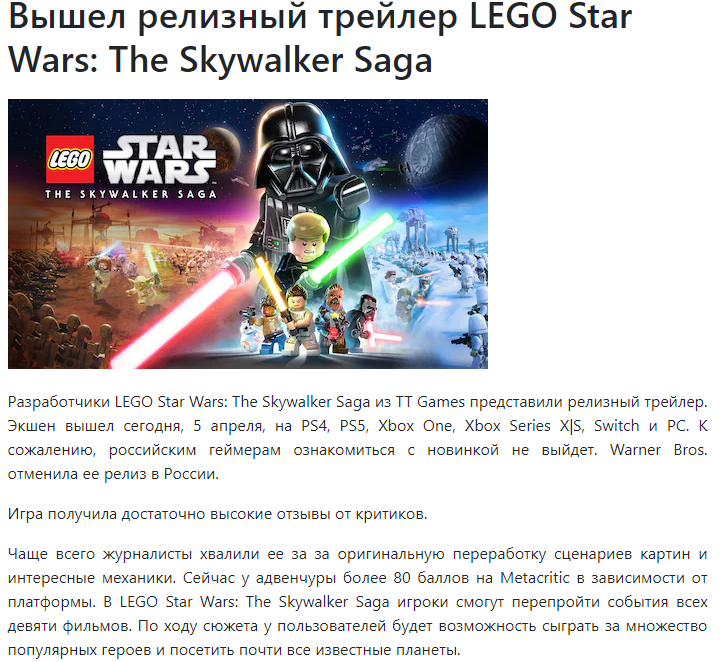 Вышел релизный трейлер LEGO Star
Wars: The Skywalker Saga
LEGO
STAR
WARS
THE SKYWALKER SAGA
Разработчики LEGO Star Wars: The Skywalker Saga из TT Games представили релизный трейлер.
Экшен вышел сегодня, 5 апреля, на PS4, PS5, Xbox One, Xbox Series X|S, Switch и PC. К
сожалению, российским геймерам ознакомиться с новинкой не выйдет. Warner Bros.
отменила ее релиз в России.
Игра получила достаточно высокие отзывы от критиков.
Чаще всего журналисты хвалили ее за за оригинальную переработку сценариев картин и
интересные механики. Сейчас у адвенчуры более 80 баллов на Metacritic в зависимости от
платформы. В LEGO Star Wars: The Skywalker Saga игроки смогут перепройти события всех
девяти фильмов. По ходу сюжета у пользователей будет возможность сыграть за множество
популярных героев и посетить почти все известные планеты.